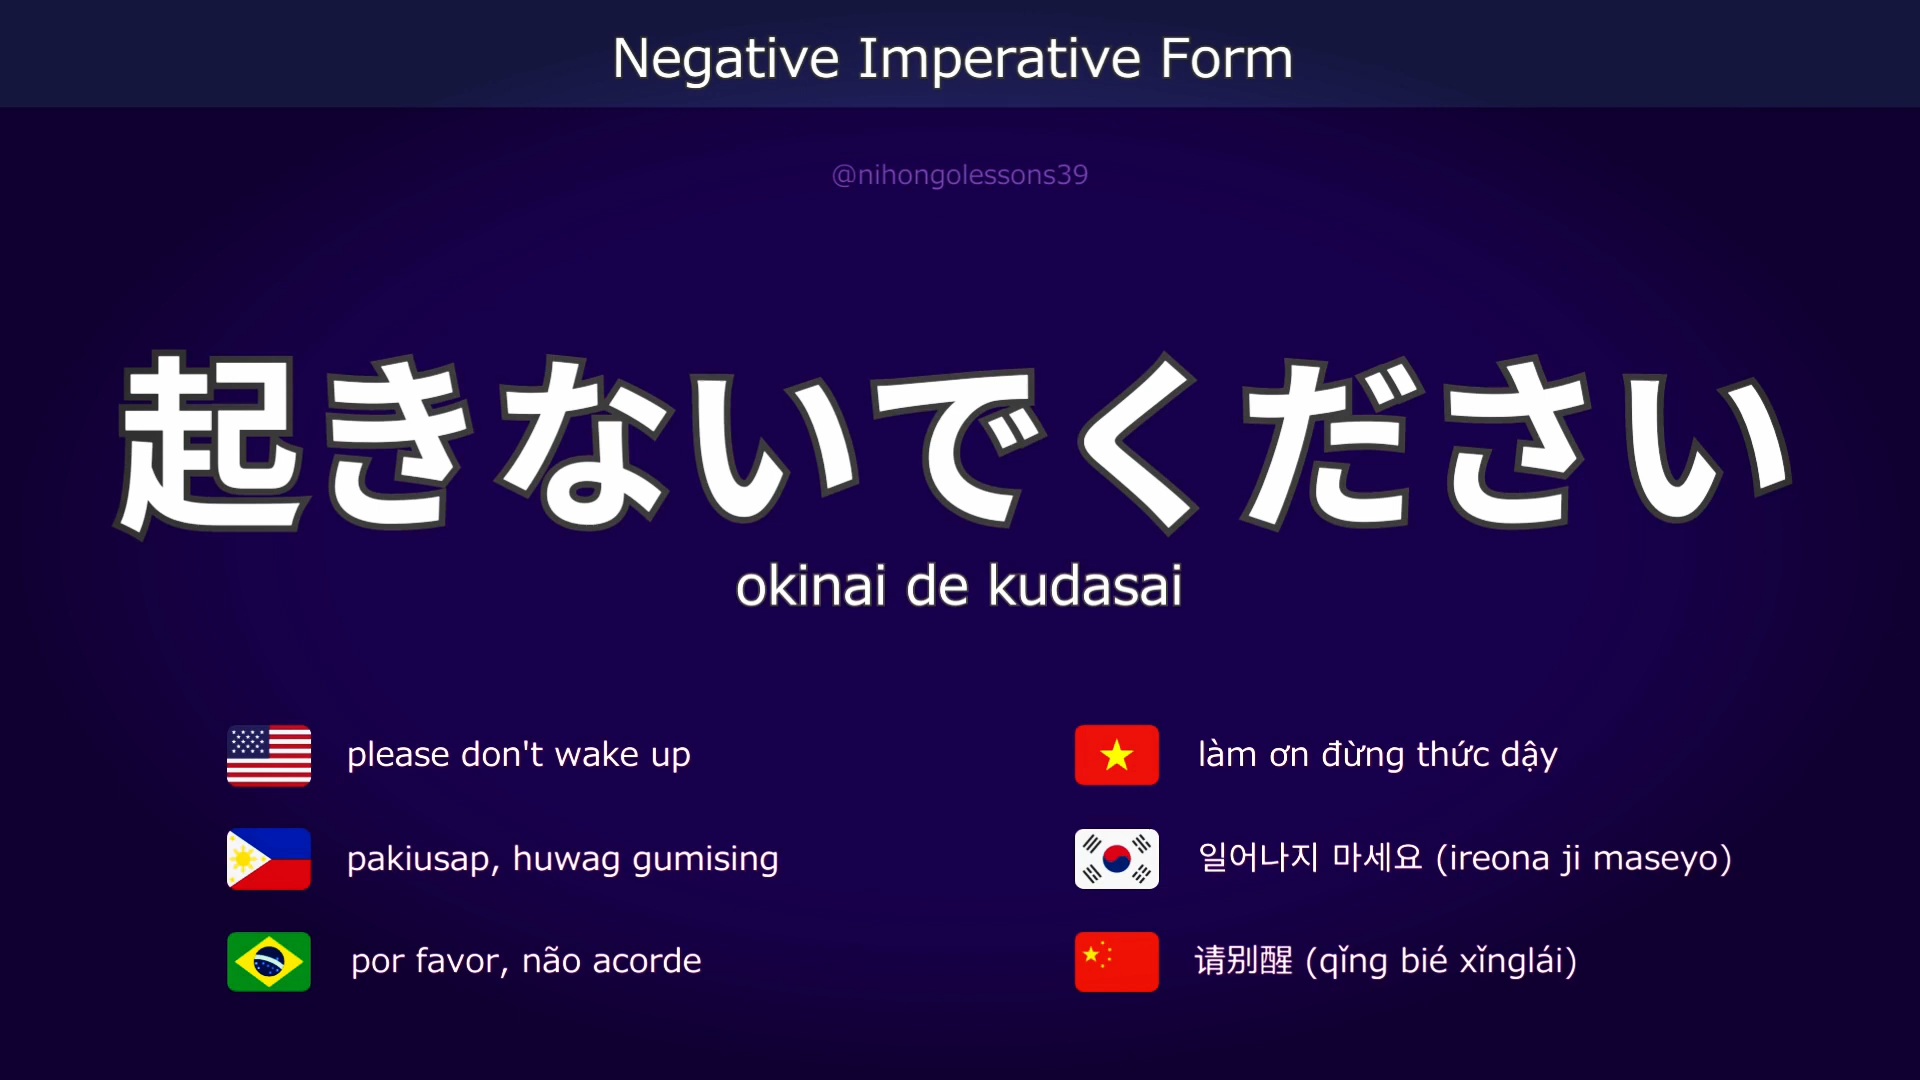 Negative Imperative Form
@nihongolessons39
起きないでください
okinai de kudasai
please don't wake up
pakiusap, huwag gumising
por favor, não acorde
làm ơn đừng thức dậy
일어나지 마세요 (ireona ji maseyo)
请别醒 (qǐng bié xǐnglái)